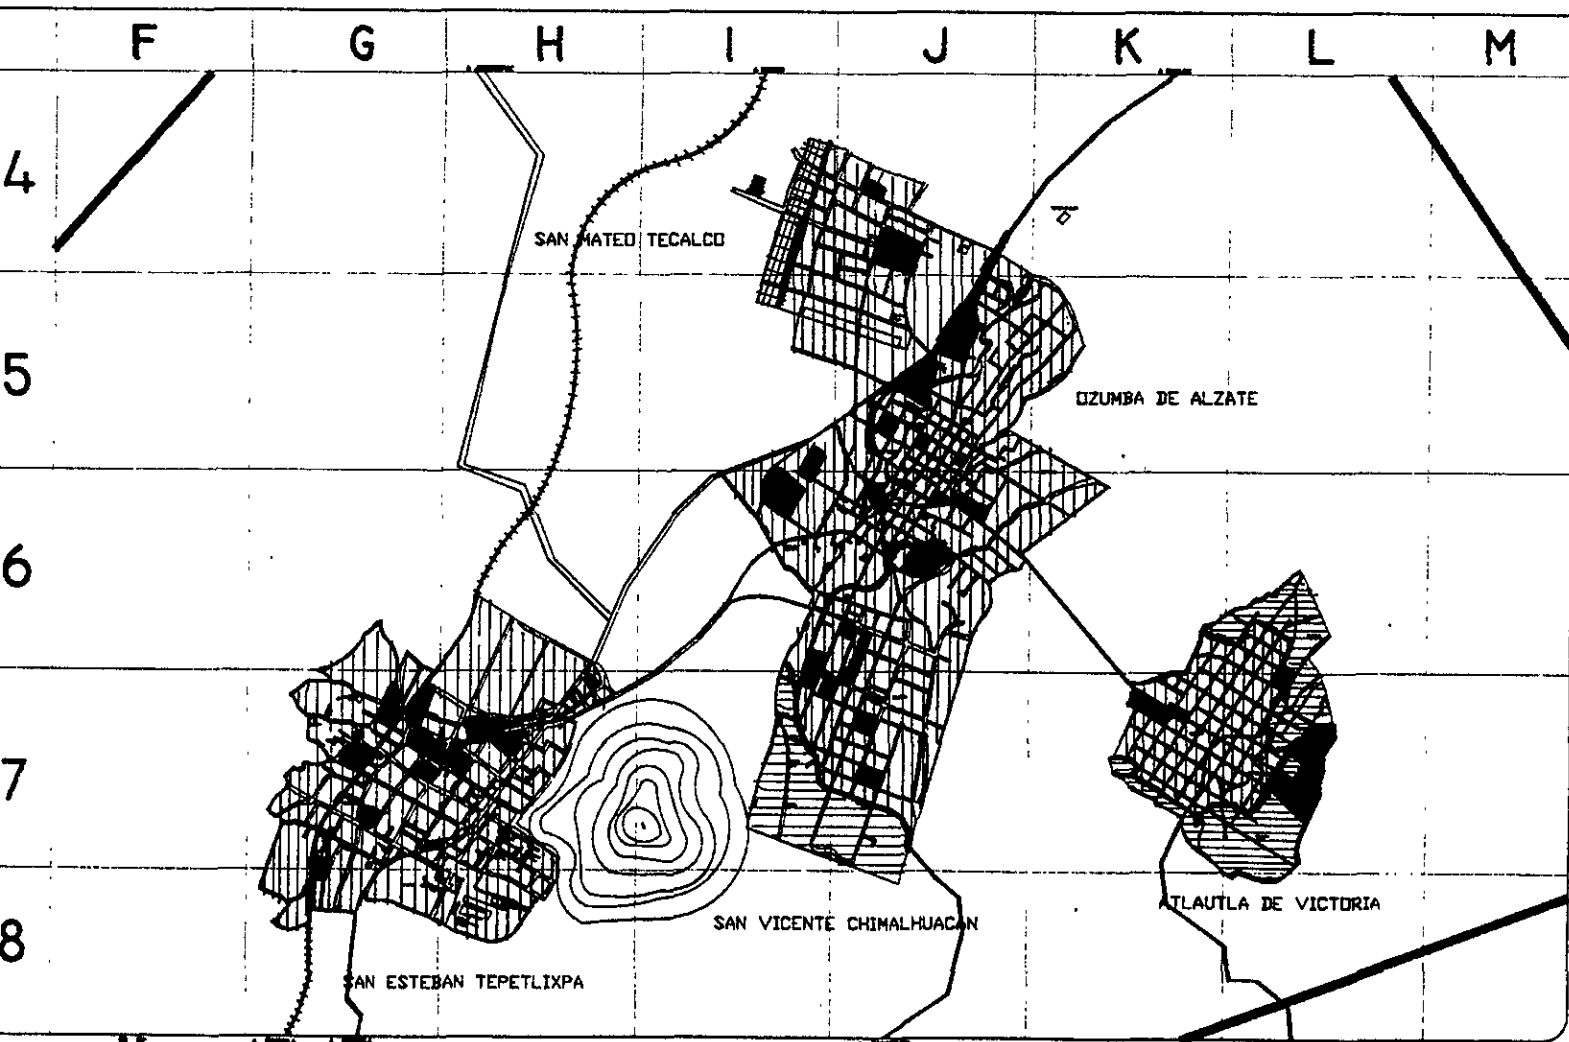 F G H I J K L M
4
SAN MATEO TECALCO
5
OZUMBA DE ALZATE
6
7
ATLAUTLA DE VICTORIA
8
SAN VICENTE CHIMALHUACAN
SAN ESTEBAN TEPETLIXPA